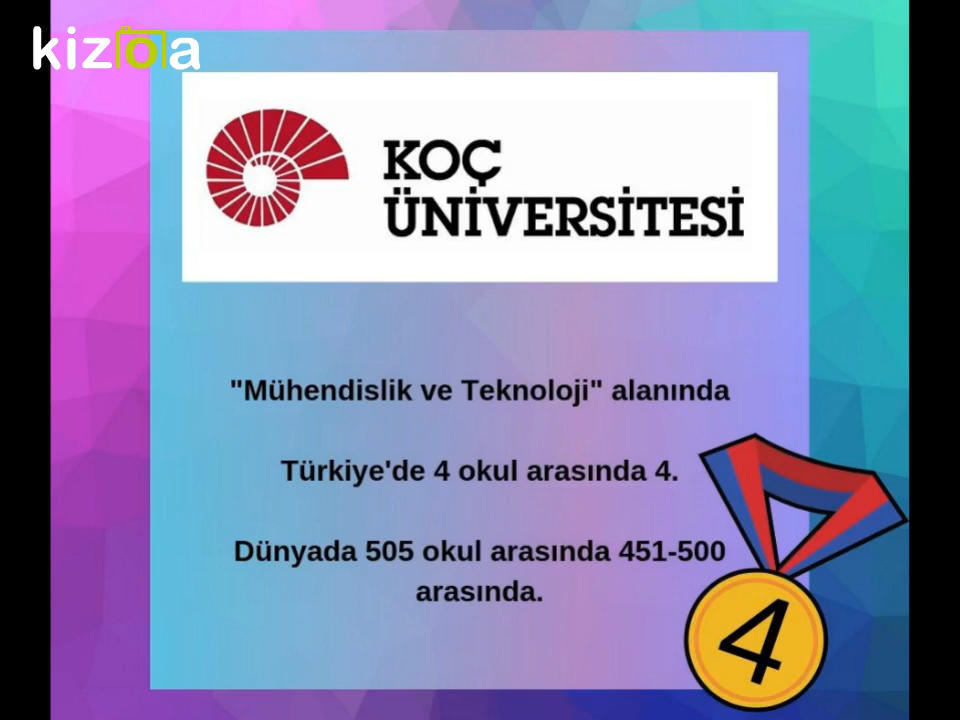 kizoa
KOÇ
ÜNİVERSİTESİ
"Mühendislik ve Teknoloji" alanında
Türkiye'de 4 okul arasında 4.
Dünyada 505 okul arasında 451-500
arasında.
4